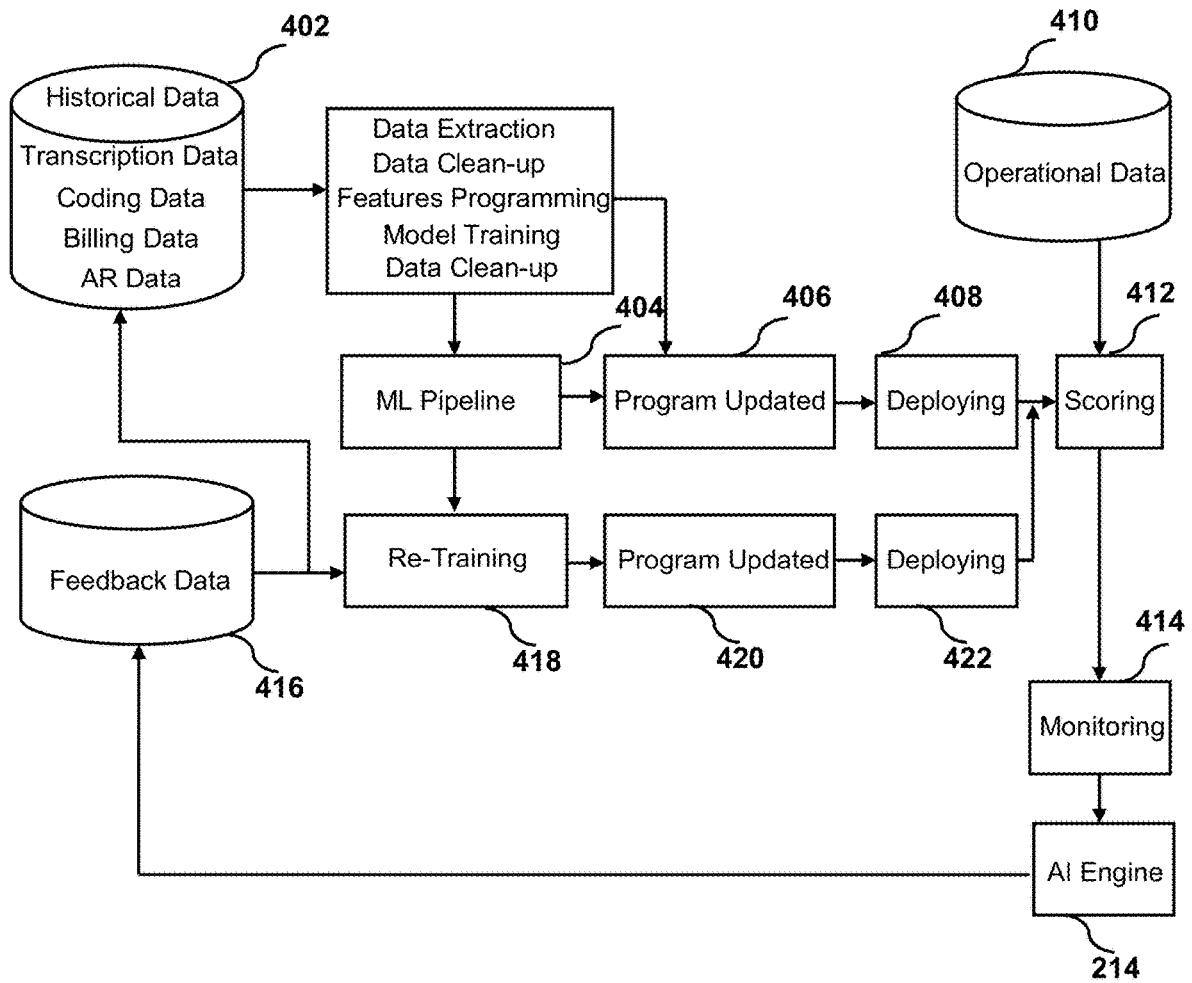 402
410
Historical Data
Transcription Data
Coding Data
Billing Data
AR Data
Data Extraction
Data Clean-up
Features Programming
Model Training
Data Clean-up
Operational Data
404
406
408
412
ML Pipeline
Program Updated
Deploying
Scoring
Feedback Data
Re-Training
Program Updated
Deploying
416
418
420
422
414
Monitoring
AI Engine
214